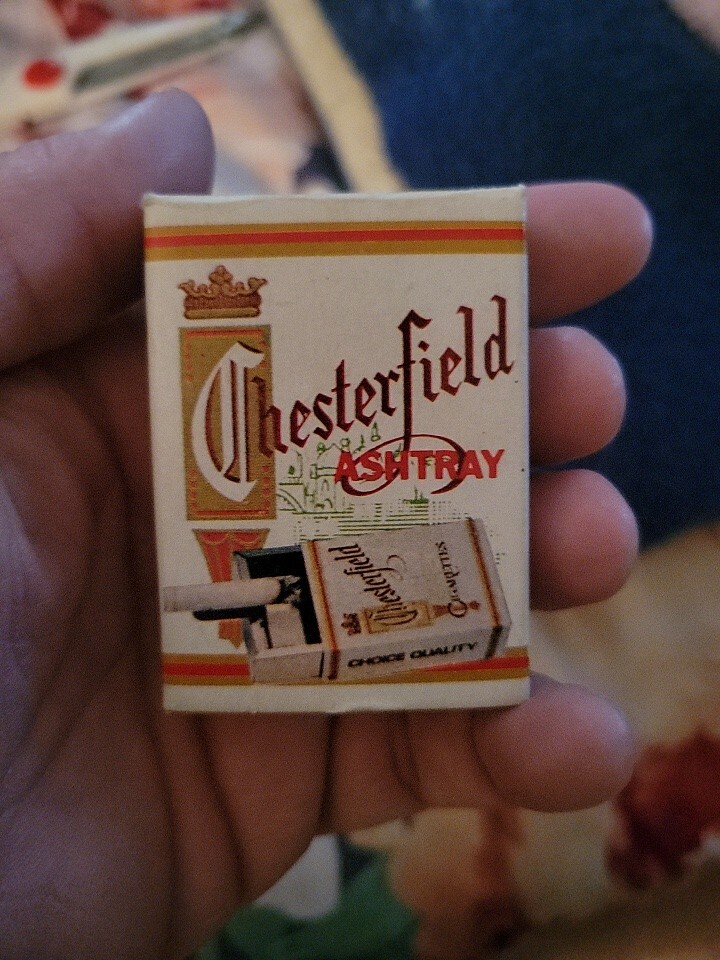 Chesterfield
ASHTRAY
Chesterfield
CIGARETTES
CHOICE QUALITY